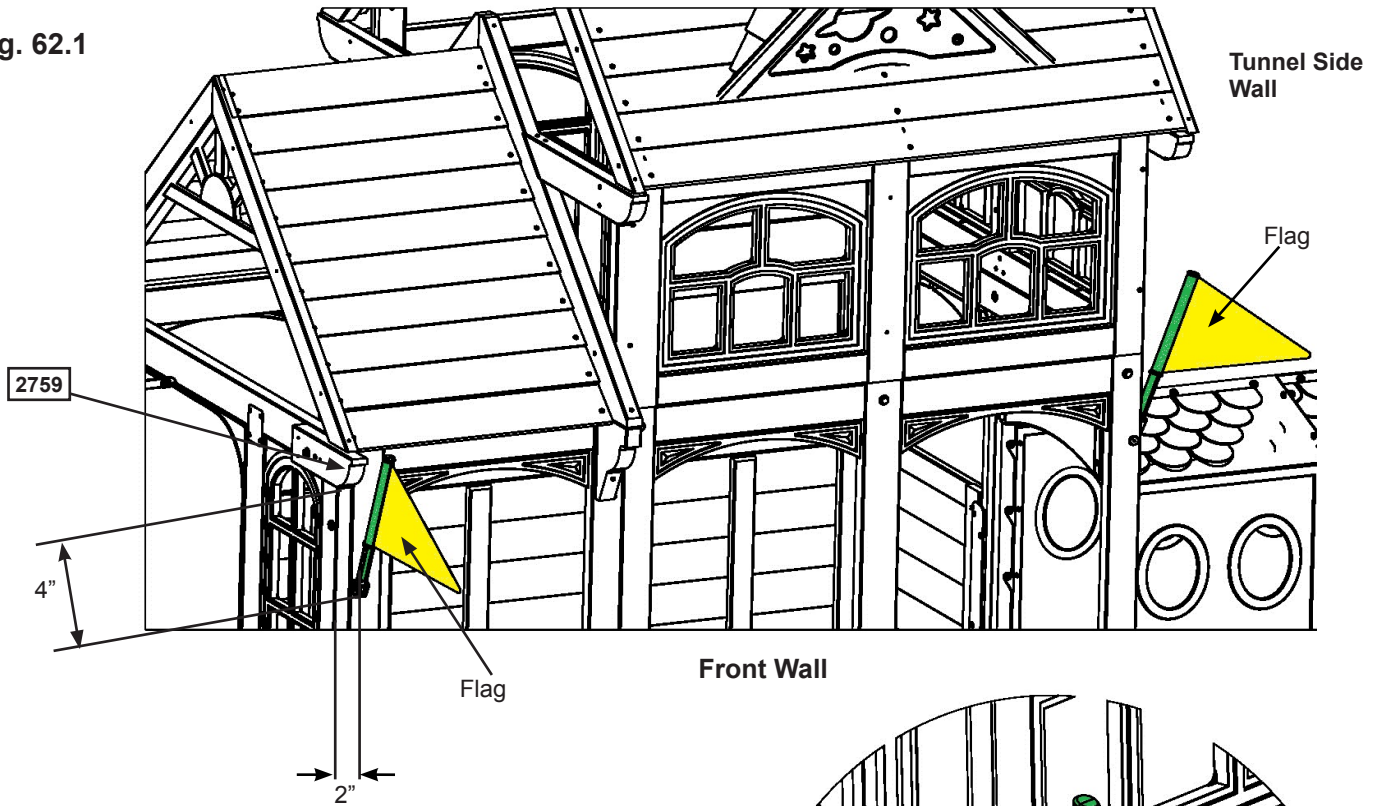 g. 62.1
Tunnel Side
Wall
Flag
2759
4”
Flag
Front Wall
2”